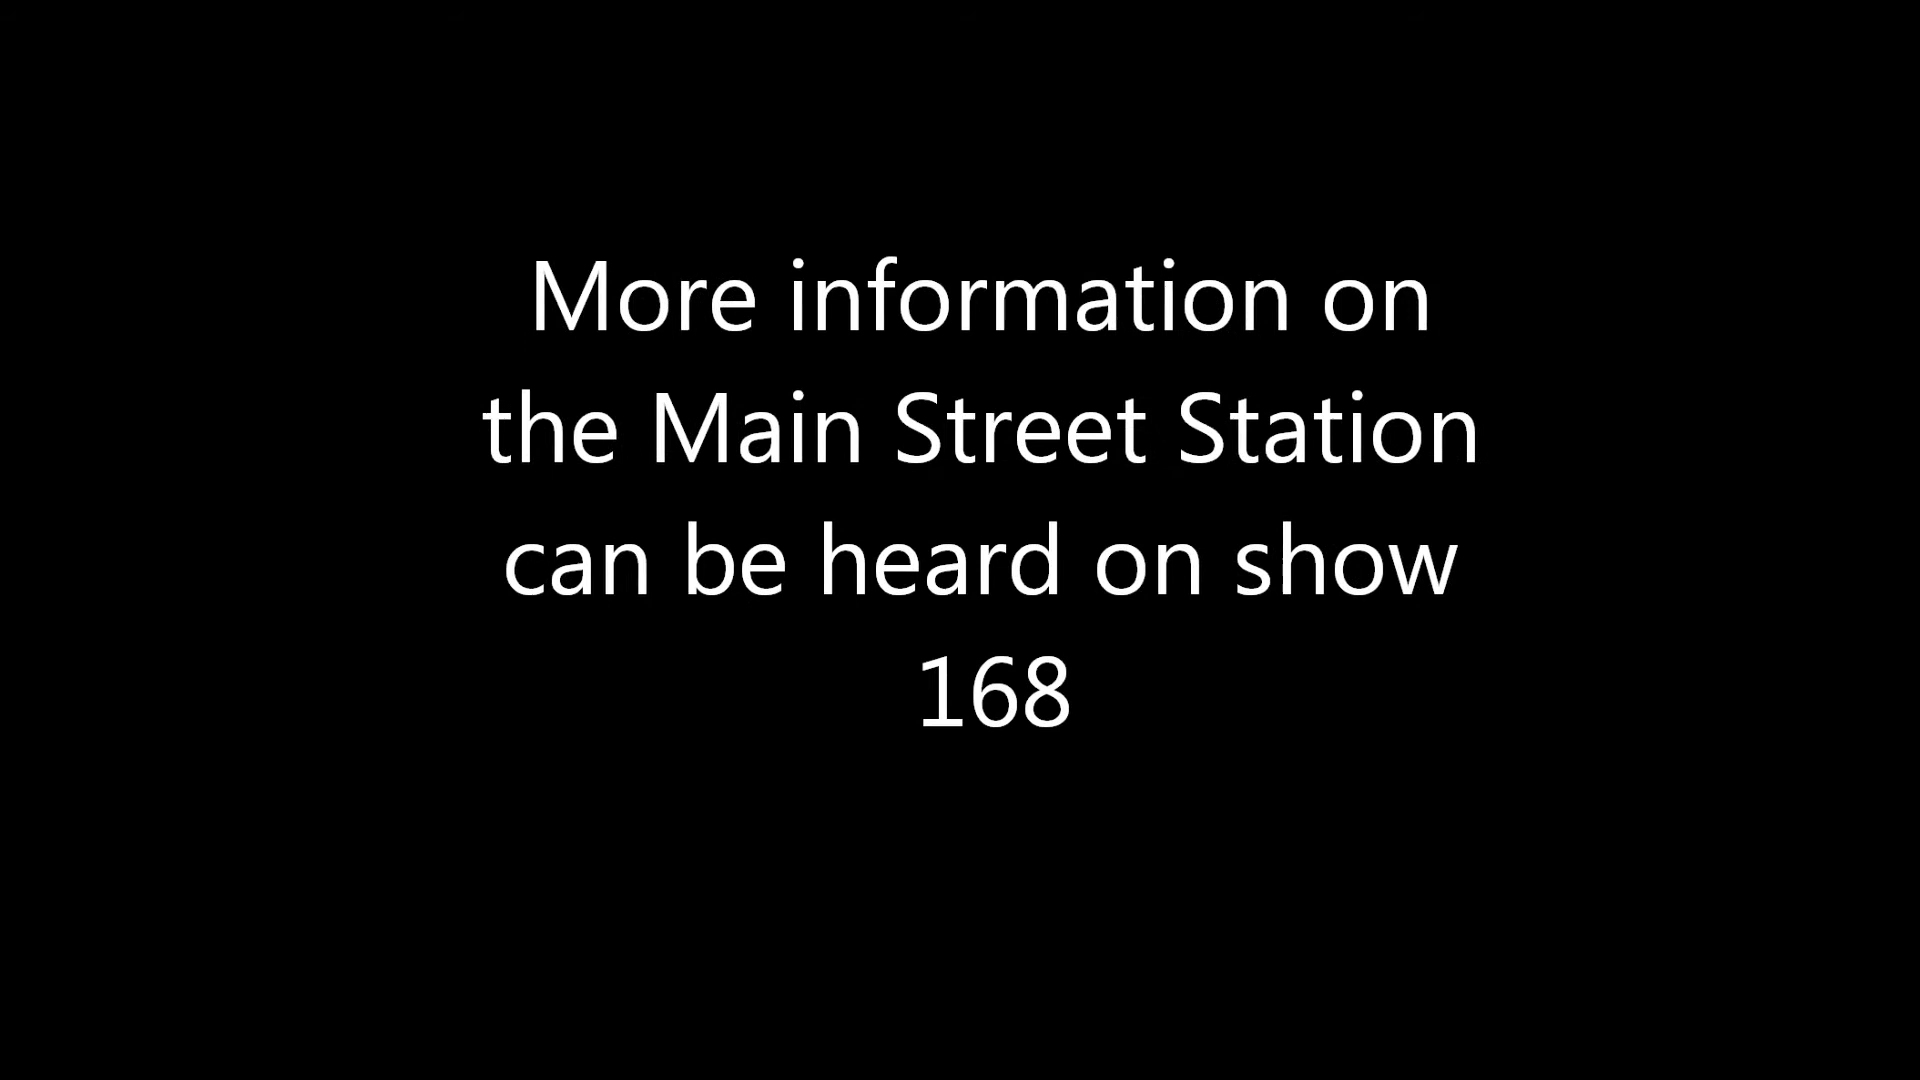 More information on
the Main Street Station
can be heard on show
168